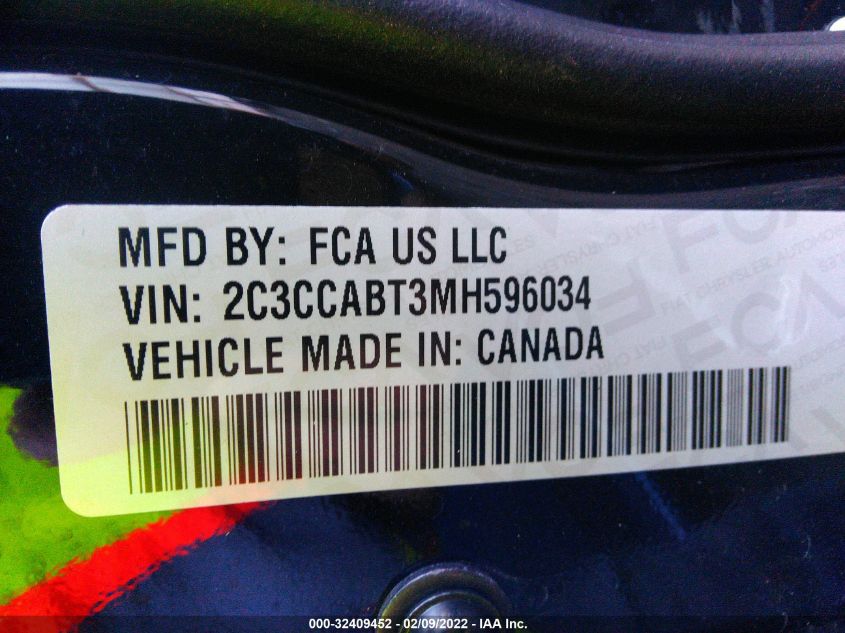 MFD BY: FCA US LLC
VIN: 2C3CCABT3MH596034
VEHICLE MADE IN: CANADA
000-32409452 - 02/09/2022 - IAA Inc.